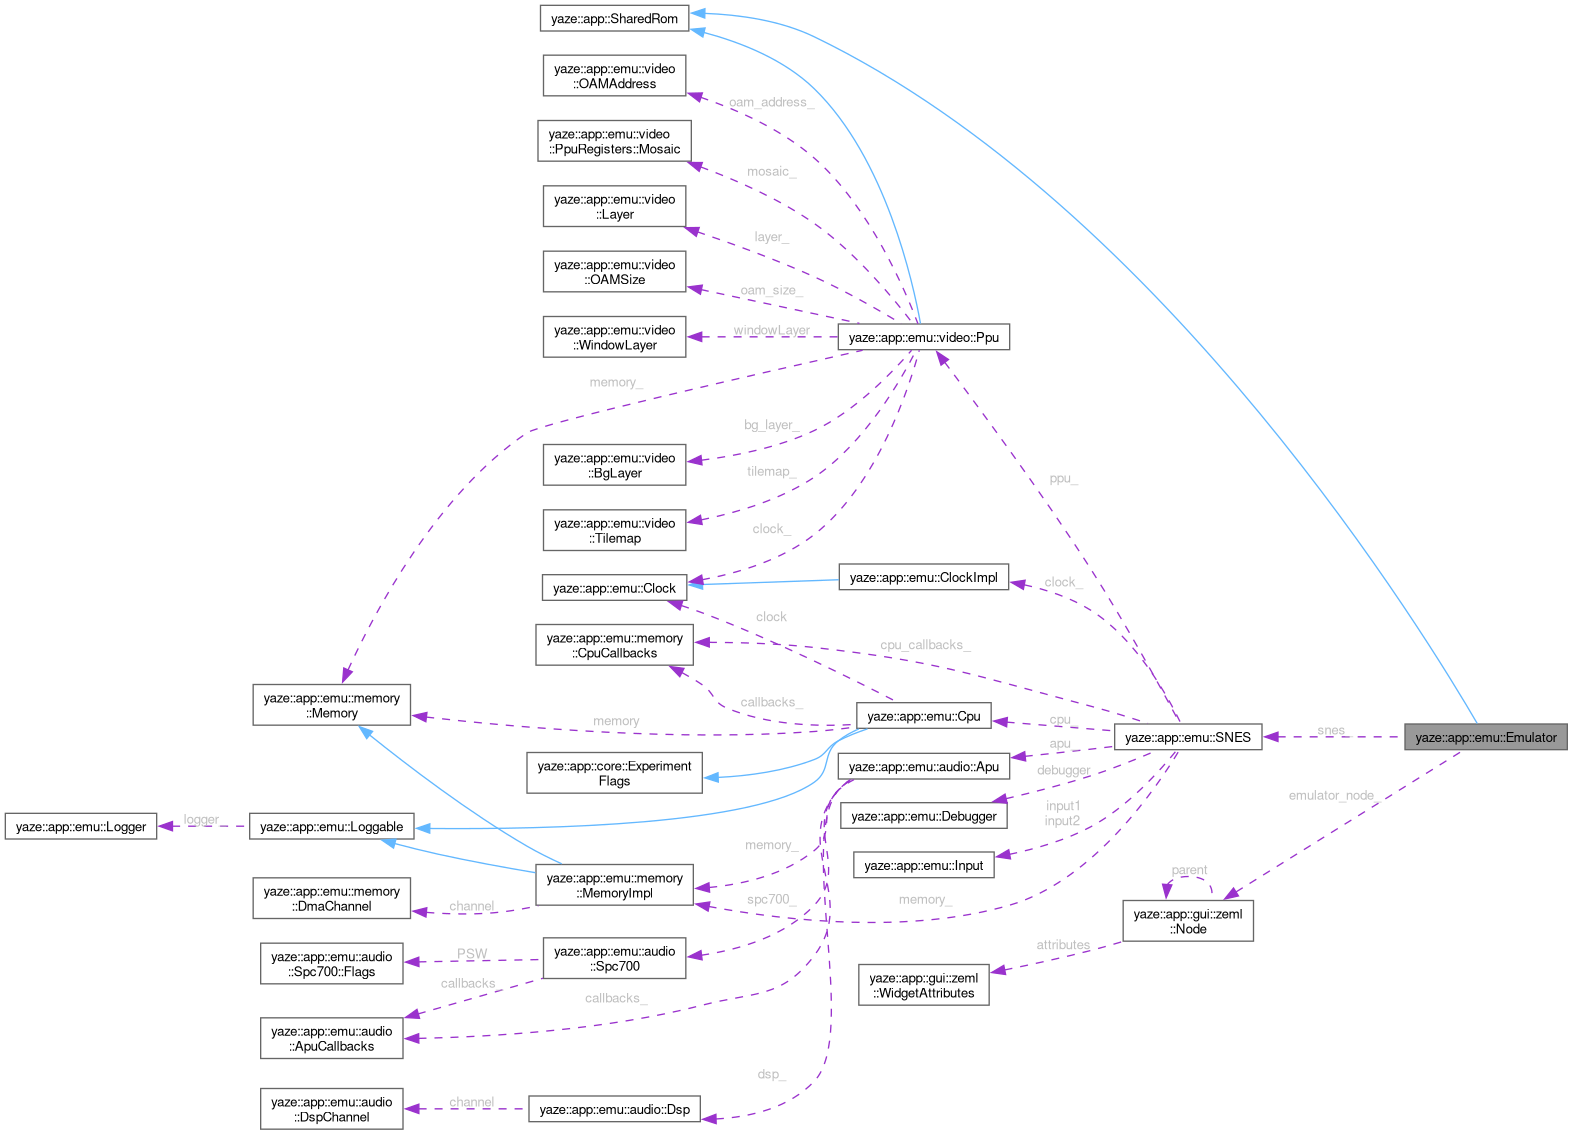 yaze::app::SharedRom
yaze::app::emu::video
::OAMAddress
oam_address_
yaze::app::emu::video
::PpuRegisters::Mosaic
mosaic_
yaze::app::emu::video
::Layer
layer_
yaze::app::emu::video
::OAMSize
oam_size_
yaze::app::emu::video
::WindowLayer
windowLayer
yaze::app::emu::video::Ppu
memory_
bg_layer_
yaze::app::emu::video
::BgLayer
tilemap_
ppu_
yaze::app::emu::video
::Tilemap
clock_
yaze::app::emu::Clock
yaze::app::emu::ClockImpl
clock_
clock
yaze::app::emu::memory
::CpuCallbacks
cpu_callbacks_
yaze::app::emu::memory
::Memory
callbacks_
memory
yaze::app::emu::Cpu
cpu_
yaze::app::emu::SNES
snes_
yaze::app::emu::Emulator
apu_
yaze::app::core::Experiment
Flags
yaze::app::emu::audio::Apu
debugger_
emulator_node_
input1
input2
yaze::app::emu::Debugger
yaze::app::emu::Logger
logger_
yaze::app::emu::Loggable
memory_
yaze::app::emu::Input
parent
yaze::app::emu::memory
::DmaChannel
channel
yaze::app::emu::memory
::MemoryImpl
spc700_
memory_
yaze::app::gui::zeml
::Node
attributes
yaze::app::emu::audio
::Spc700::Flags
PSW
yaze::app::emu::audio
::Spc700
callbacks_
callbacks_
yaze::app::gui::zeml
::WidgetAttributes
yaze::app::emu::audio
::ApuCallbacks
dsp_
yaze::app::emu::audio
::DspChannel
channel
yaze::app::emu::audio::Dsp